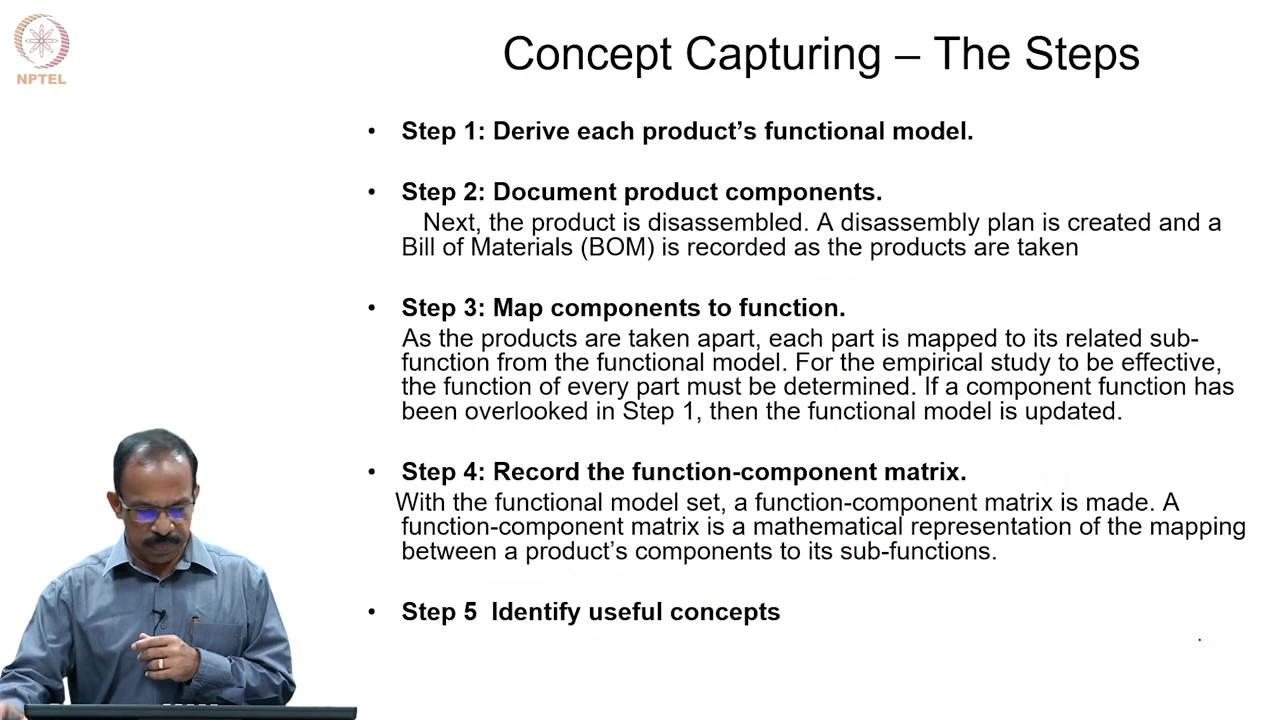 NPTEL
Concept Capturing – The Steps
• Step 1: Derive each product’s functional model.
• Step 2: Document product components.
Next, the product is disassembled. A disassembly plan is created and a
Bill of Materials (BOM) is recorded as the products are taken
• Step 3: Map components to function.
As the products are taken apart, each part is mapped to its related sub-
function from the functional model. For the empirical study to be effective,
the function of every part must be determined. If a component function has
been overlooked in Step 1, then the functional model is updated.
• Step 4: Record the function-component matrix.
With the functional model set, a function-component matrix is made. A
function-component matrix is a mathematical representation of the mapping
between a product’s components to its sub-functions.
• Step 5 Identify useful concepts